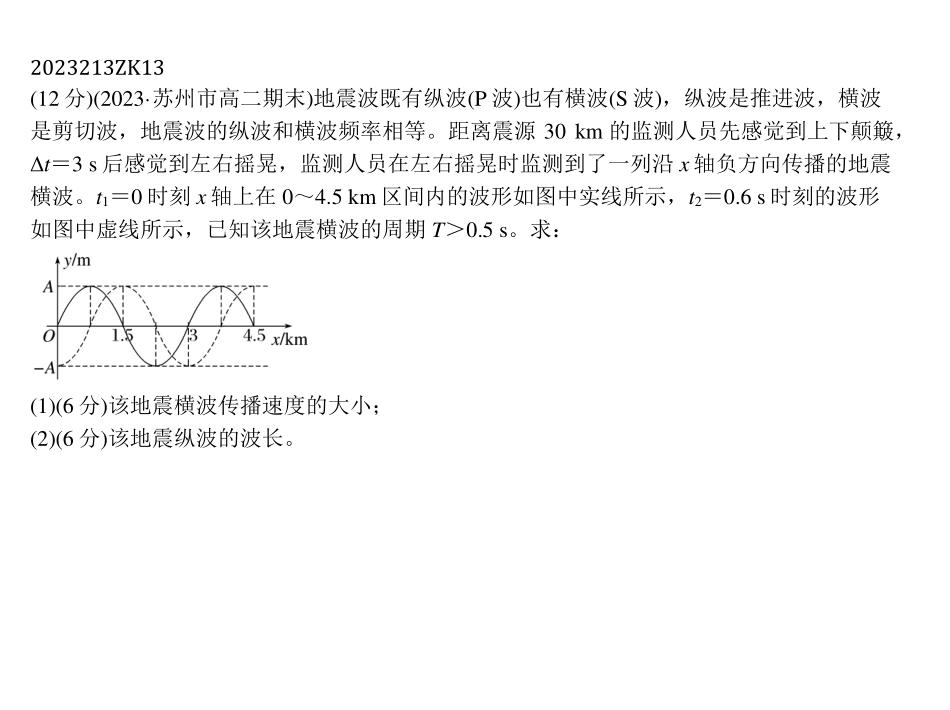 2023213ZK13
(12 分)(2023·苏州市高二期末)地震波既有纵波(P 波)也有横波(S 波)，纵波是推进波，横波
是剪切波，地震波的纵波和横波频率相等。距离震源 30 km 的监测人员先感觉到上下颠簸，
Δt＝3 s 后感觉到左右摇晃，监测人员在左右摇晃时监测到了一列沿 x 轴负方向传播的地震
横波。t₁＝0 时刻 x 轴上在 0～4.5 km 区间内的波形如图中实线所示，t₂＝0.6 s 时刻的波形
如图中虚线所示，已知该地震横波的周期 T＞0.5 s。求：
y/m
A
O 1.5 3 4.5 x/km
−A
(1)(6 分)该地震横波传播速度的大小；
(2)(6 分)该地震纵波的波长。